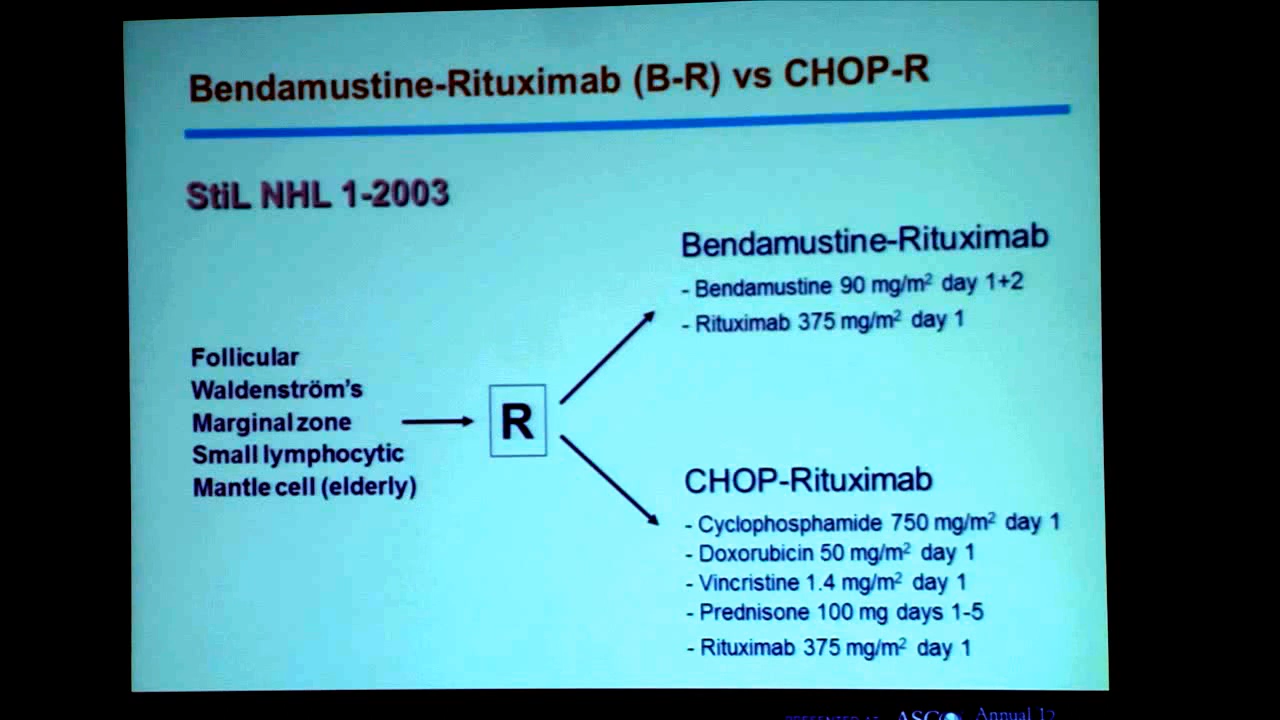 Bendamustine-Rituximab (B-R) vs CHOP-R
StiL NHL 1-2003
Follicular
Waldenström's
Marginal zone
Small lymphocytic
Mantle cell (elderly)
R
Bendamustine-Rituximab
- Bendamustine 90 mg/m² day 1+2
- Rituximab 375 mg/m² day 1
CHOP-Rituximab
- Cyclophosphamide 750 mg/m² day 1
- Doxorubicin 50 mg/m² day 1
- Vincristine 1.4 mg/m² day 1
- Prednisone 100 mg days 1-5
- Rituximab 375 mg/m² day 1
ASCO Annual